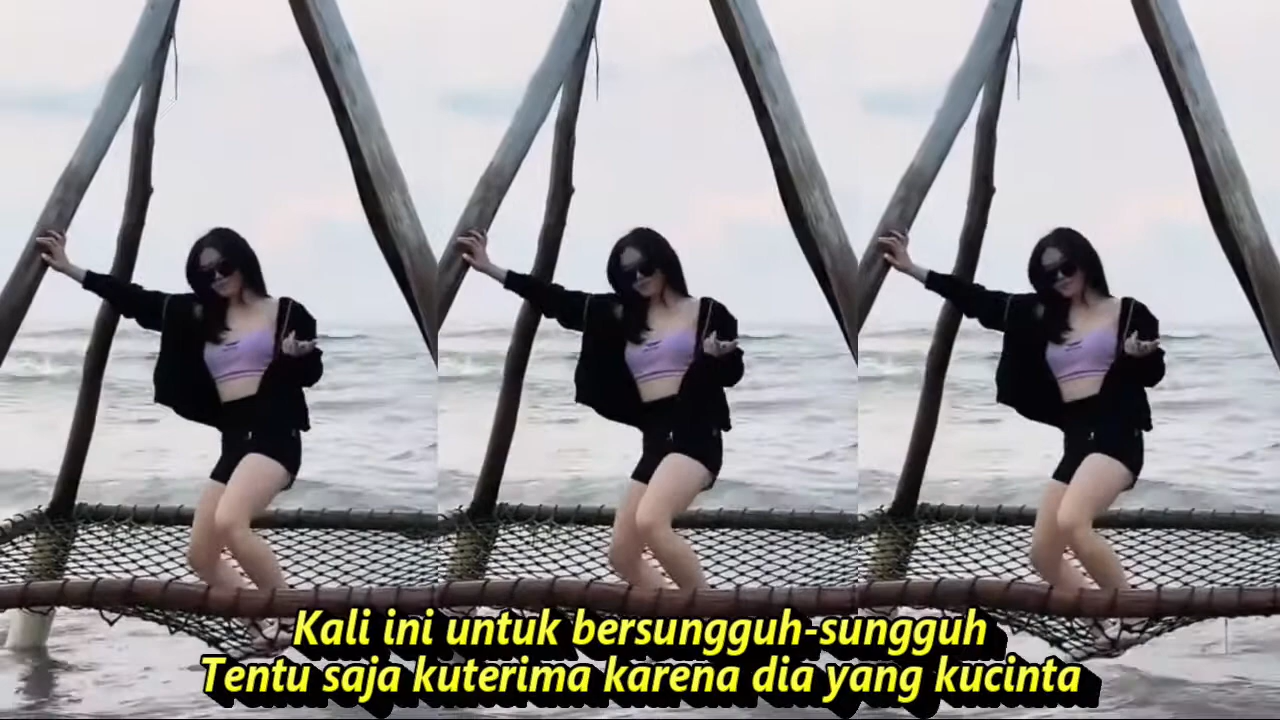 Kali ini untuk bersungguh-sungguh
Tentu saja kuterima karena dia yang kucinta